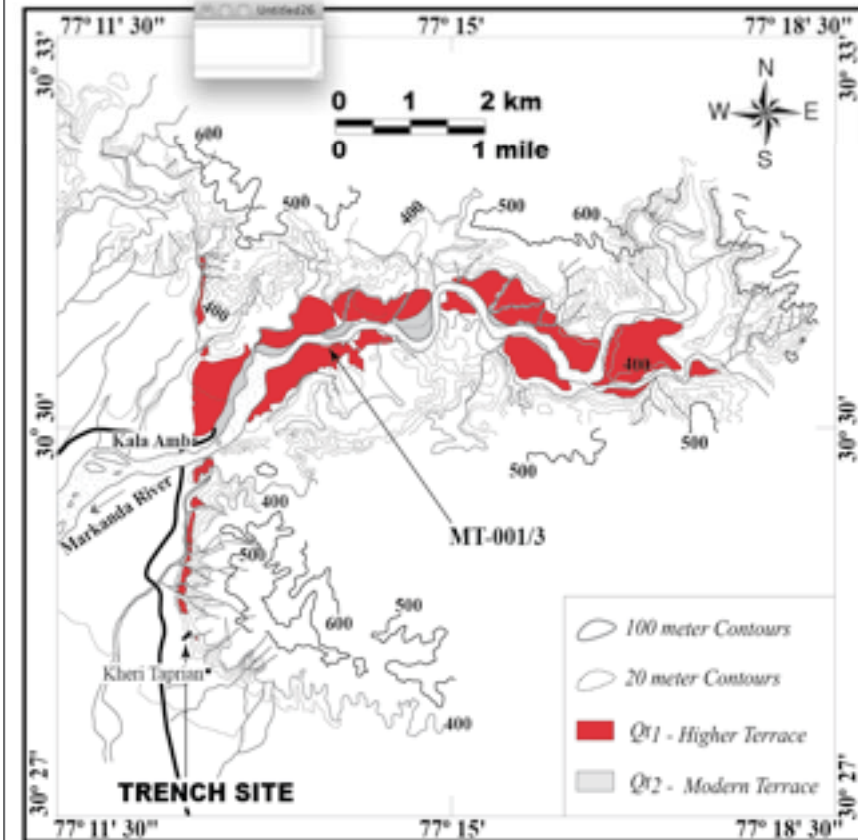 Untitled26
77° 11' 30"
77° 15'
77° 18' 30"
30° 33'
30° 33'
0 1 2 km
0 1 mile
N
W E
S
600
500
400
500
600
400
400
30° 30'
Kala Amb
30° 30'
500
500
Markanda River
400
MT-001/3
500
500
600
100 meter Contours
Kheri Taprian
20 meter Contours
400
Qt1 - Higher Terrace
Qt2 - Modern Terrace
TRENCH SITE
30° 27'
30° 27'
77° 11' 30"
77° 15'
77° 18' 30"